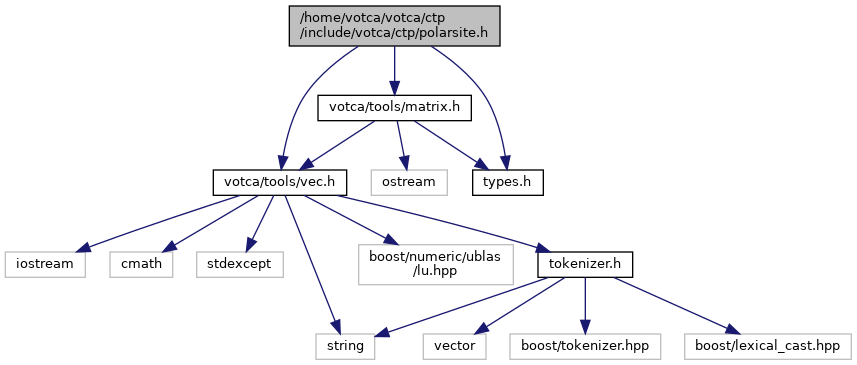 /home/votca/votca/ctp
/include/votca/ctp/polarsite.h
votca/tools/matrix.h
votca/tools/vec.h
ostream
types.h
iostream
cmath
stdexcept
boost/numeric/ublas
/lu.hpp
tokenizer.h
string
vector
boost/tokenizer.hpp
boost/lexical_cast.hpp